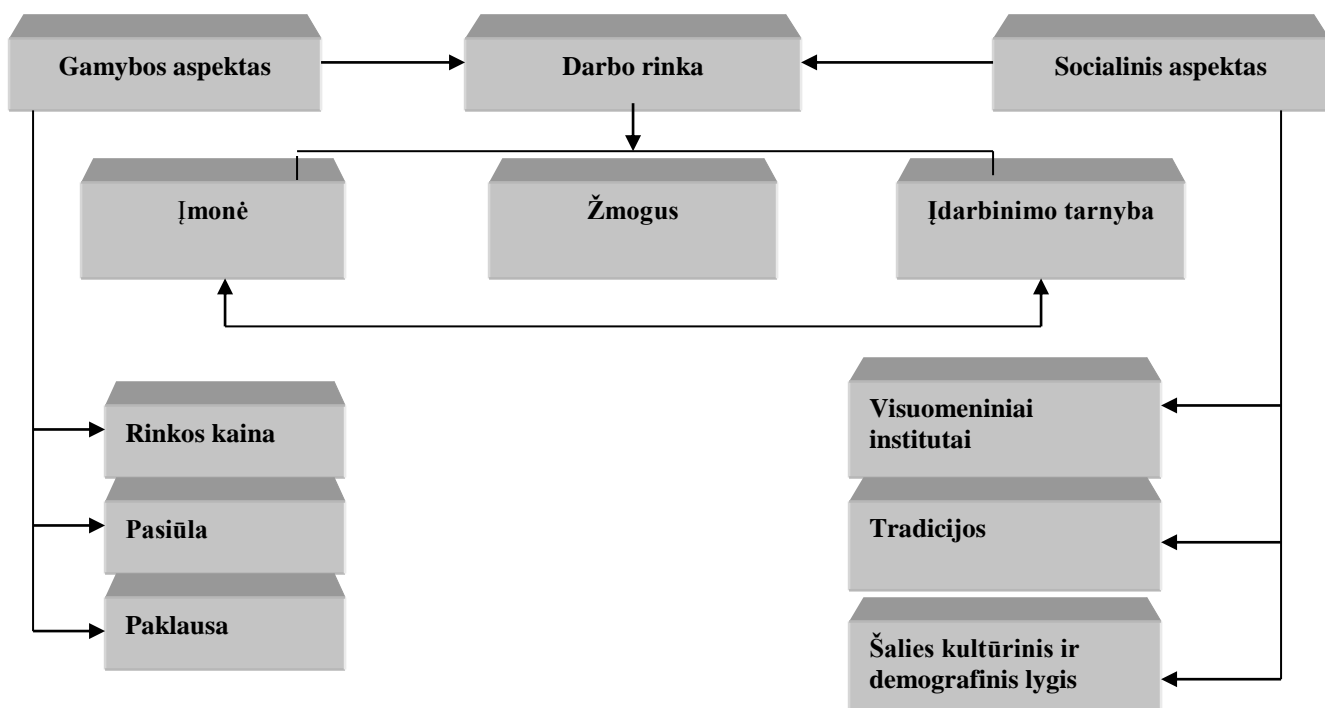 Gamybos aspektas
Darbo rinka
Socialinis aspektas
Įmonė
Žmogus
Įdarbinimo tarnyba
Rinkos kaina
Pasiūla
Paklausa
Visuomeniniai
institutai
Tradicijos
Šalies kultūrinis ir
demografinis lygis